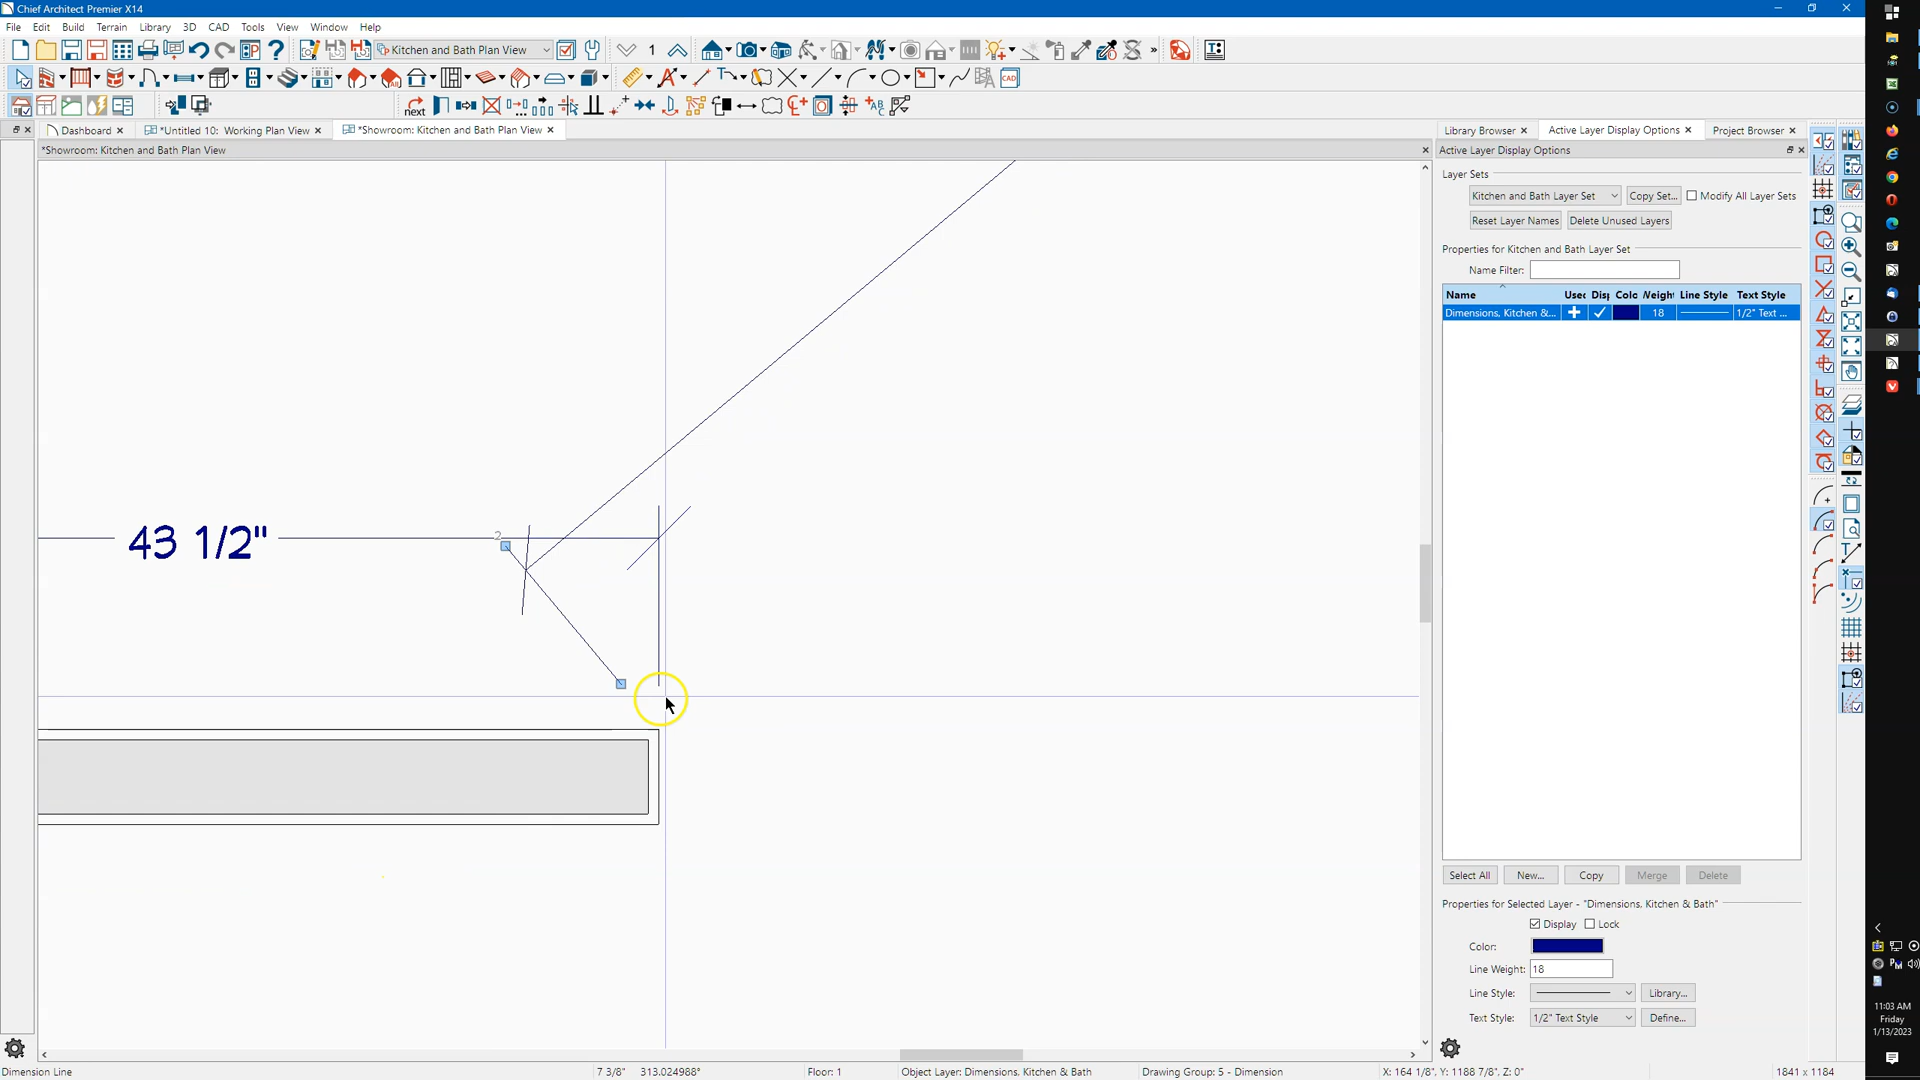 Chief Architect Premier X14
File Edit Build Terrain Library 3D CAD Tools View Window Help
Kitchen and Bath Plan View 1
next
CAD
Dashboard *Untitled 10: Working Plan View *Showroom: Kitchen and Bath Plan View
*Showroom: Kitchen and Bath Plan View
43 1/2"
2
Library Browser Active Layer Display Options Project Browser
Active Layer Display Options
Layer Sets
Kitchen and Bath Layer Set Copy Set... Modify All Layer Sets
Reset Layer Names Delete Unused Layers
Properties for Kitchen and Bath Layer Set
Name Filter:
Name Usec Disp Colo Weight Line Style Text Style
Dimensions, Kitchen &... 18 1/2" Text ...
Select All New... Copy Merge Delete
Properties for Selected Layer - "Dimensions, Kitchen & Bath"
Display Lock
Color:
Line Weight: 18
Line Style: Library...
Text Style: 1/2" Text Style Define...
11:03 AM
Friday
1/13/2023
Dimension Line 7 3/8" 313.024988° Floor: 1 Object Layer: Dimensions, Kitchen & Bath Drawing Group: 5 - Dimension X: 164 1/8", Y: 1188 7/8", Z: 0" 1841 x 1184